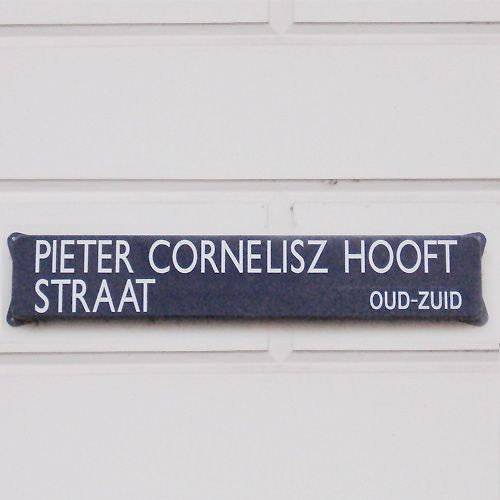 PIETER CORNELISZ HOOFT
STRAAT OUD-ZUID